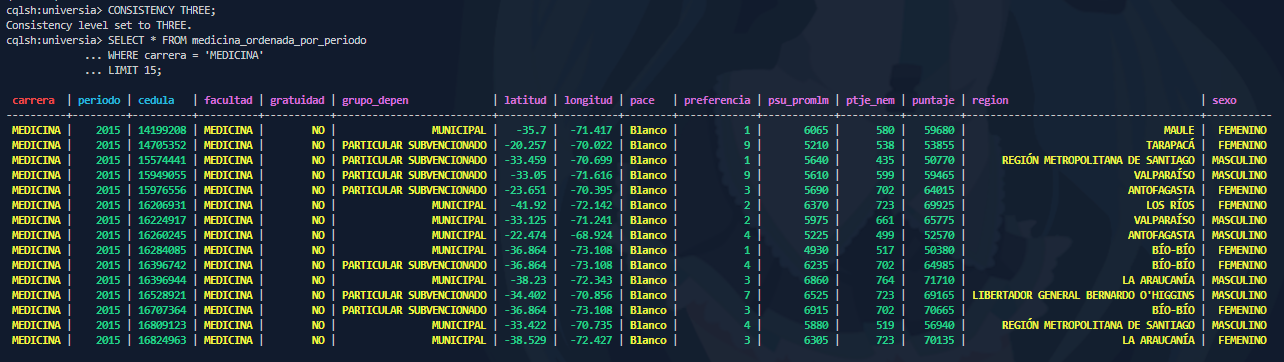 cqlsh:universia> CONSISTENCY THREE;
Consistency level set to THREE.
cqlsh:universia> SELECT * FROM medicina_ordenada_por_periodo
... WHERE carrera = 'MEDICINA'
... LIMIT 15;
carrera | periodo | cedula | facultad | gratuidad | grupo_depen | latitud | longitud | pace | preferencia | psu_promlm | ptje_nem | puntaje | region | sexo
MEDICINA | 2015 | 14199208 | MEDICINA | NO | MUNICIPAL | -35.7 | -71.417 | Blanco | 1 | 6065 | 580 | 59680 | MAULE | FEMENINO
MEDICINA | 2015 | 14705352 | MEDICINA | NO | PARTICULAR SUBVENCIONADO | -20.257 | -70.022 | Blanco | 9 | 5210 | 538 | 53855 | TARAPACÁ | FEMENINO
MEDICINA | 2015 | 15574441 | MEDICINA | NO | PARTICULAR SUBVENCIONADO | -33.459 | -70.699 | Blanco | 1 | 5640 | 435 | 50770 | REGIÓN METROPOLITANA DE SANTIAGO | MASCULINO
MEDICINA | 2015 | 15949055 | MEDICINA | NO | PARTICULAR SUBVENCIONADO | -33.05 | -71.616 | Blanco | 9 | 5610 | 599 | 59465 | VALPARAÍSO | MASCULINO
MEDICINA | 2015 | 15976556 | MEDICINA | NO | PARTICULAR SUBVENCIONADO | -23.651 | -70.395 | Blanco | 3 | 5690 | 702 | 64015 | ANTOFAGASTA | FEMENINO
MEDICINA | 2015 | 16206931 | MEDICINA | NO | MUNICIPAL | -41.92 | -72.142 | Blanco | 2 | 6370 | 723 | 69925 | LOS RÍOS | FEMENINO
MEDICINA | 2015 | 16224917 | MEDICINA | NO | MUNICIPAL | -33.125 | -71.241 | Blanco | 2 | 5975 | 661 | 65775 | VALPARAÍSO | MASCULINO
MEDICINA | 2015 | 16260245 | MEDICINA | NO | MUNICIPAL | -22.474 | -68.924 | Blanco | 4 | 5225 | 499 | 52570 | ANTOFAGASTA | MASCULINO
MEDICINA | 2015 | 16284085 | MEDICINA | NO | MUNICIPAL | -36.864 | -73.108 | Blanco | 1 | 4930 | 517 | 50380 | BÍO-BÍO | FEMENINO
MEDICINA | 2015 | 16396742 | MEDICINA | NO | PARTICULAR SUBVENCIONADO | -36.864 | -73.108 | Blanco | 4 | 6235 | 702 | 64985 | BÍO-BÍO | FEMENINO
MEDICINA | 2015 | 16396944 | MEDICINA | NO | MUNICIPAL | -38.23 | -72.343 | Blanco | 3 | 6860 | 764 | 71710 | LA ARAUCANÍA | MASCULINO
MEDICINA | 2015 | 16528921 | MEDICINA | NO | PARTICULAR SUBVENCIONADO | -34.402 | -70.856 | Blanco | 7 | 6525 | 723 | 69165 | LIBERTADOR GENERAL BERNARDO O'HIGGINS | MASCULINO
MEDICINA | 2015 | 16707364 | MEDICINA | NO | PARTICULAR SUBVENCIONADO | -36.864 | -73.108 | Blanco | 3 | 6915 | 702 | 70665 | BÍO-BÍO | FEMENINO
MEDICINA | 2015 | 16809123 | MEDICINA | NO | MUNICIPAL | -33.422 | -70.735 | Blanco | 4 | 5880 | 519 | 56940 | REGIÓN METROPOLITANA DE SANTIAGO | MASCULINO
MEDICINA | 2015 | 16824963 | MEDICINA | NO | MUNICIPAL | -38.529 | -72.427 | Blanco | 3 | 6305 | 723 | 70135 | LA ARAUCANÍA | FEMENINO